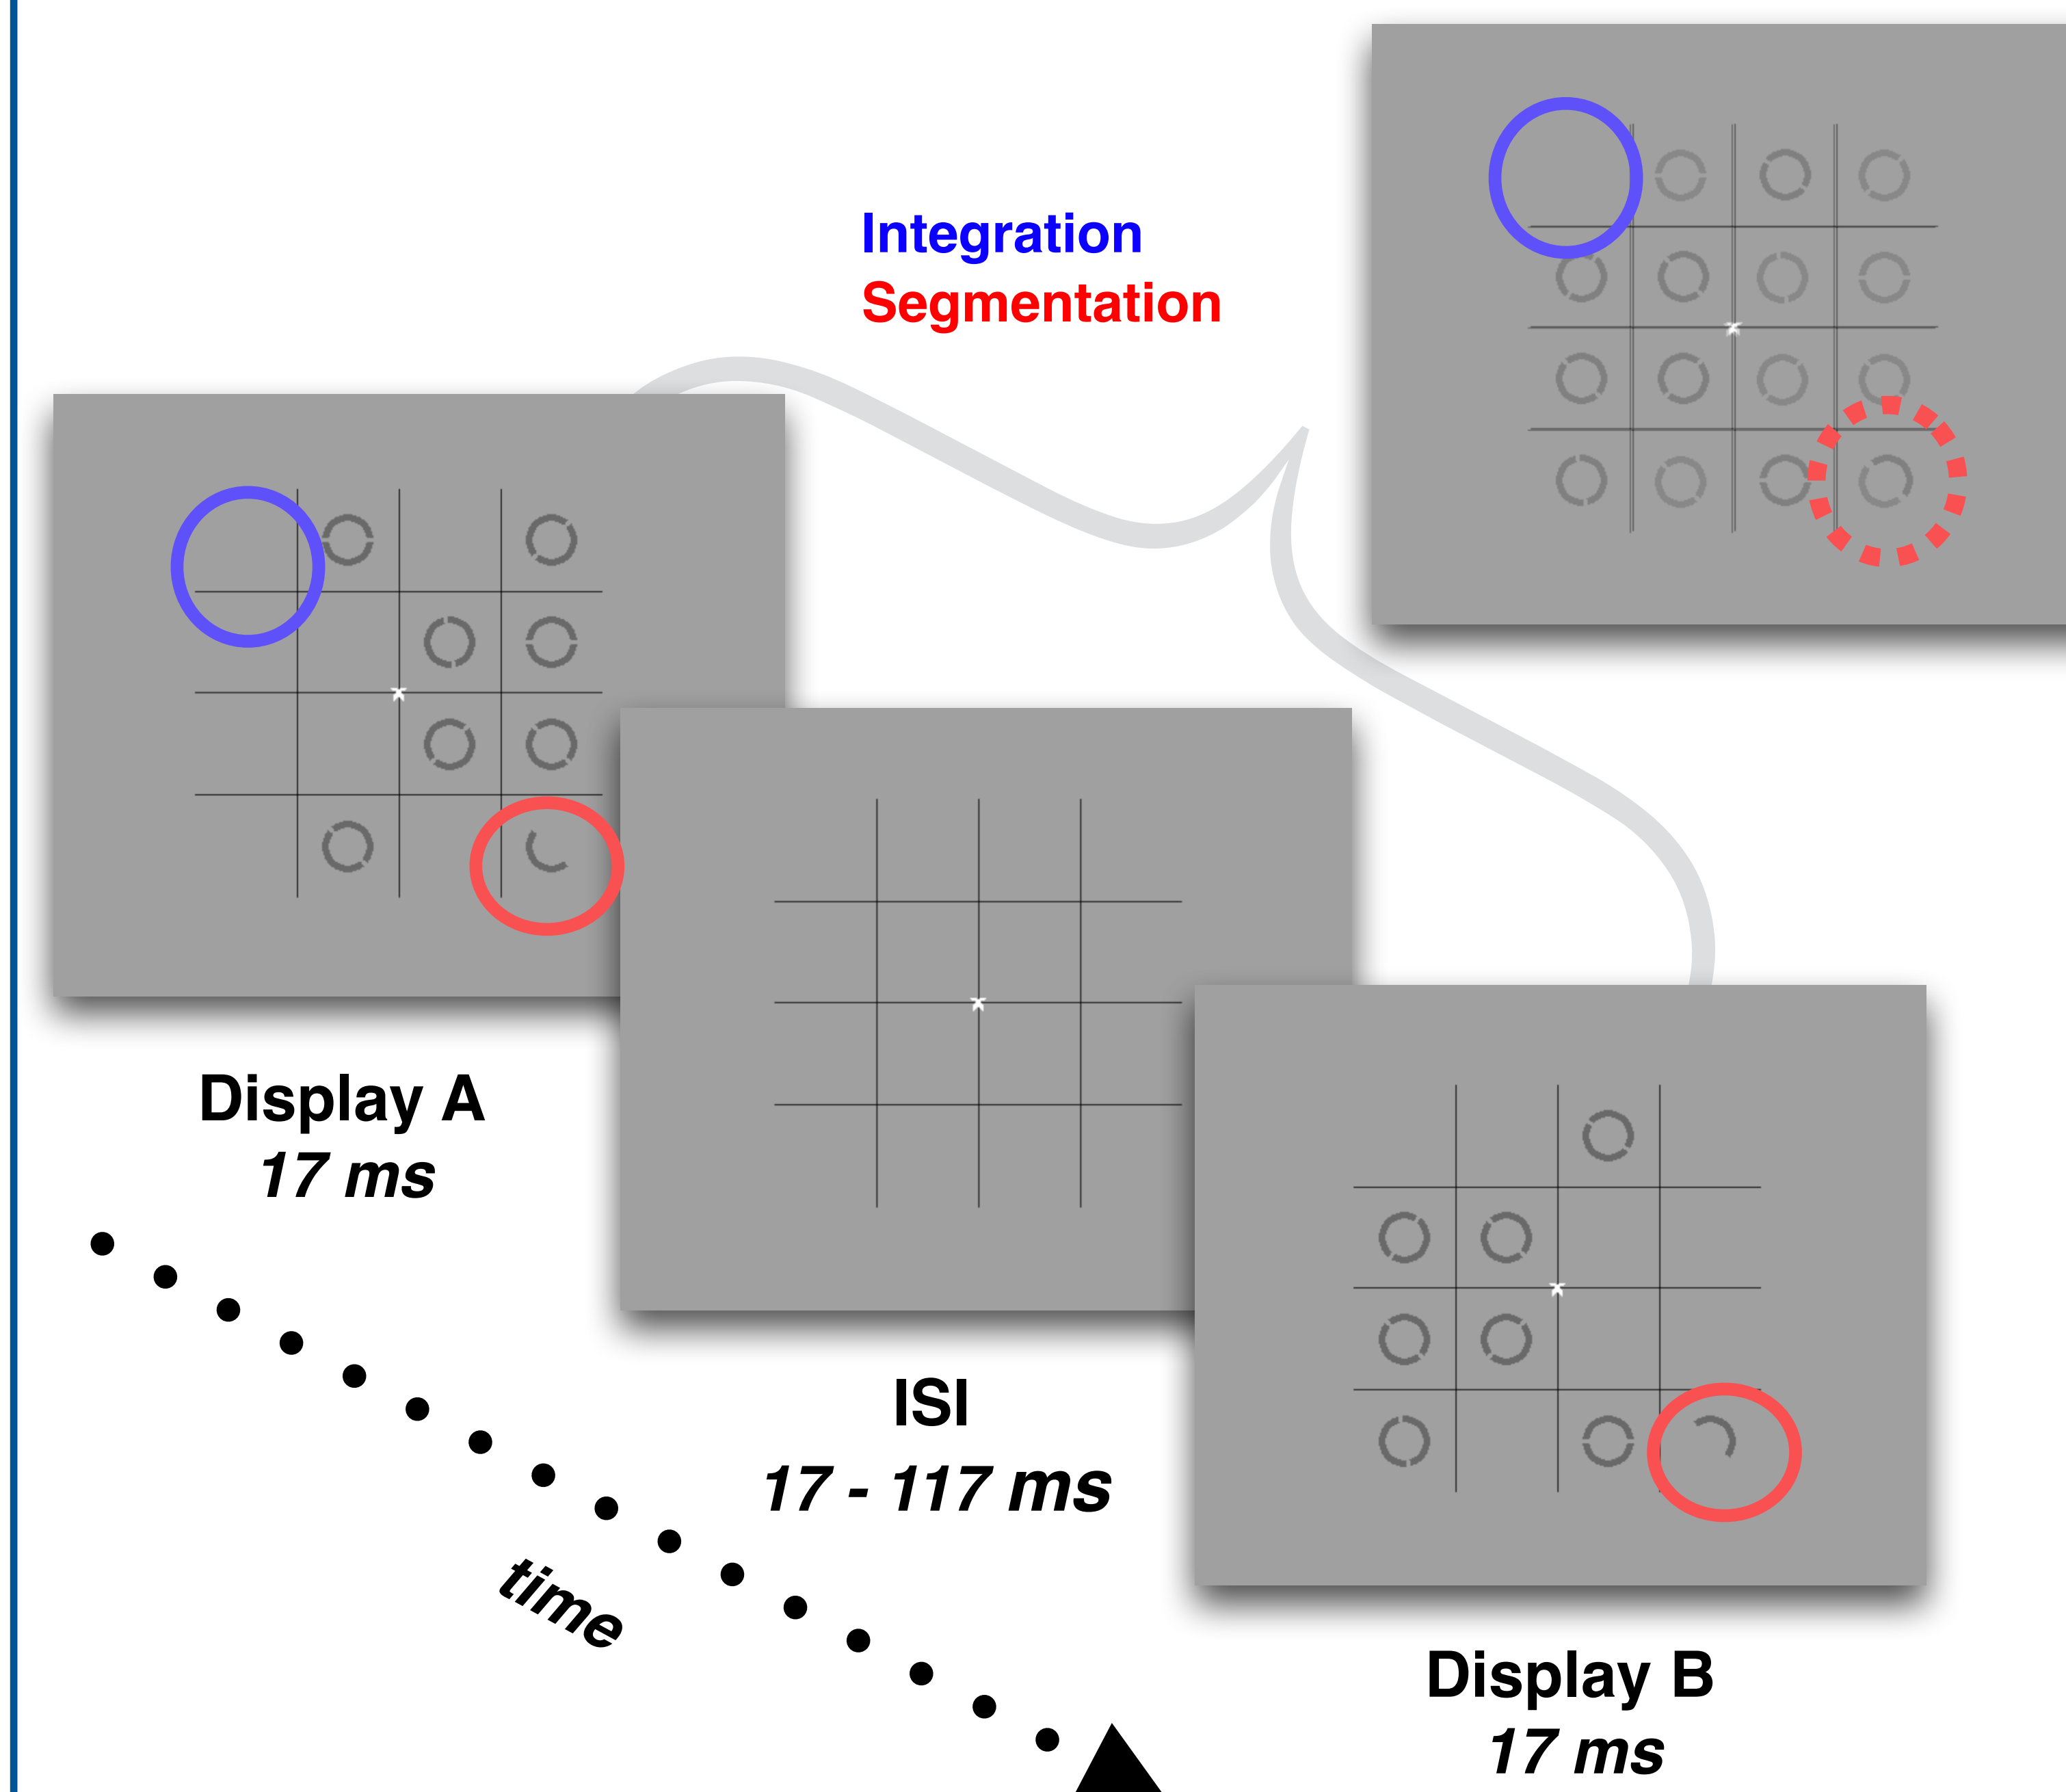 Integration
Segmentation
Display A
17 ms
ISI
17 - 117 ms
time
Display B
17 ms